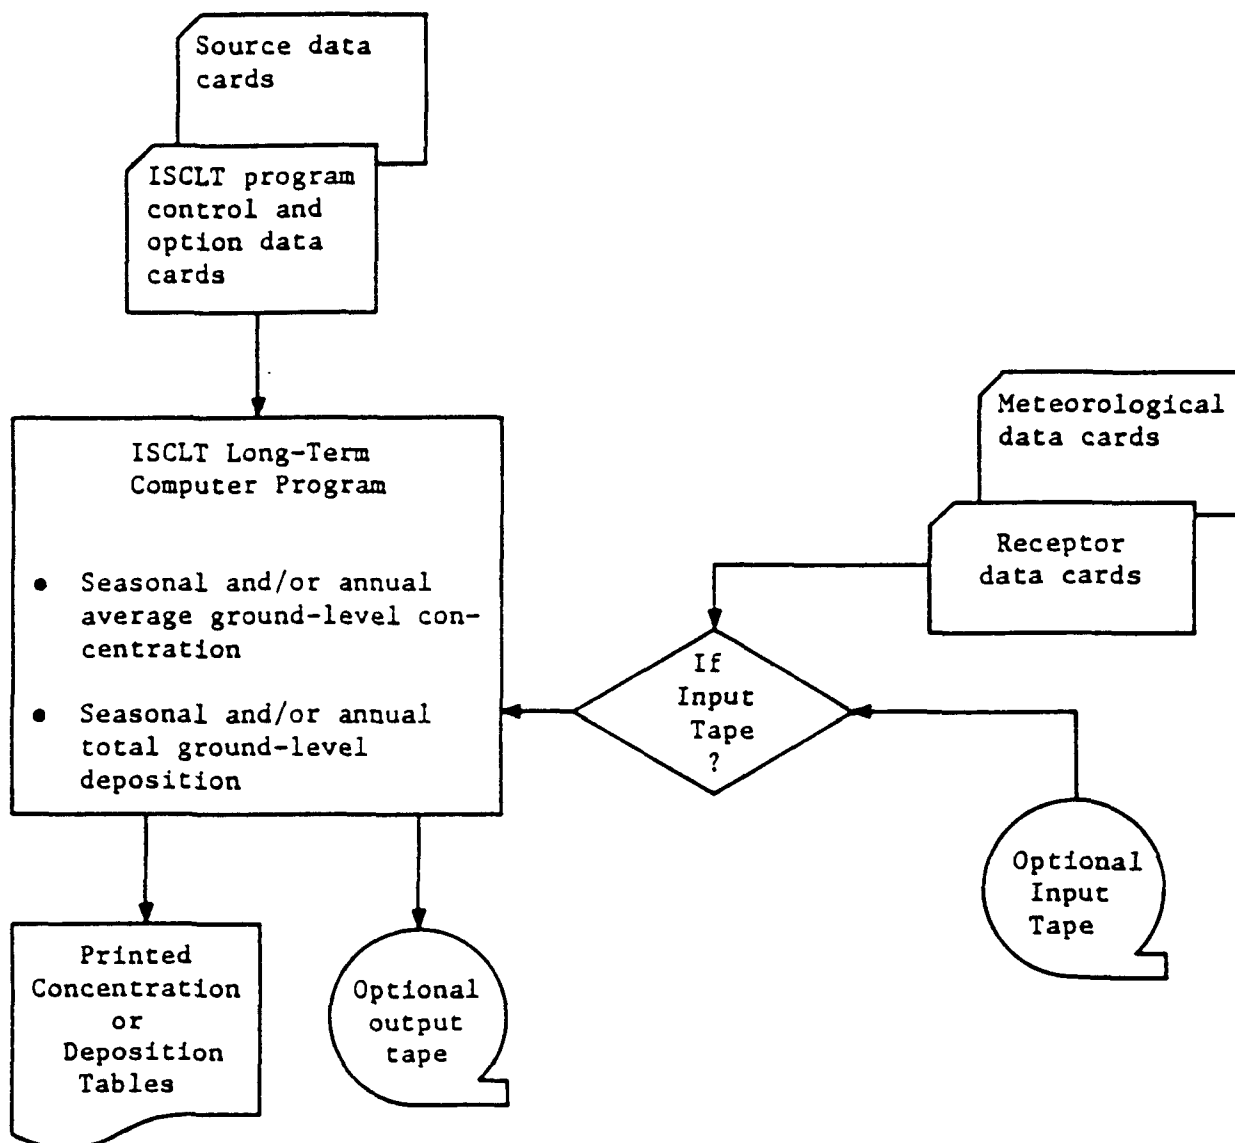 Source data
cards
ISCLT program
control and
option data
cards
ISCLT Long-Term
Computer Program
● Seasonal and/or annual
average ground-level con-
centration
● Seasonal and/or annual
total ground-level
deposition
Meteorological
data cards
Receptor
data cards
If
Input
Tape
?
Optional
Input
Tape
Printed
Concentration
or
Deposition
Tables
Optional
output
tape